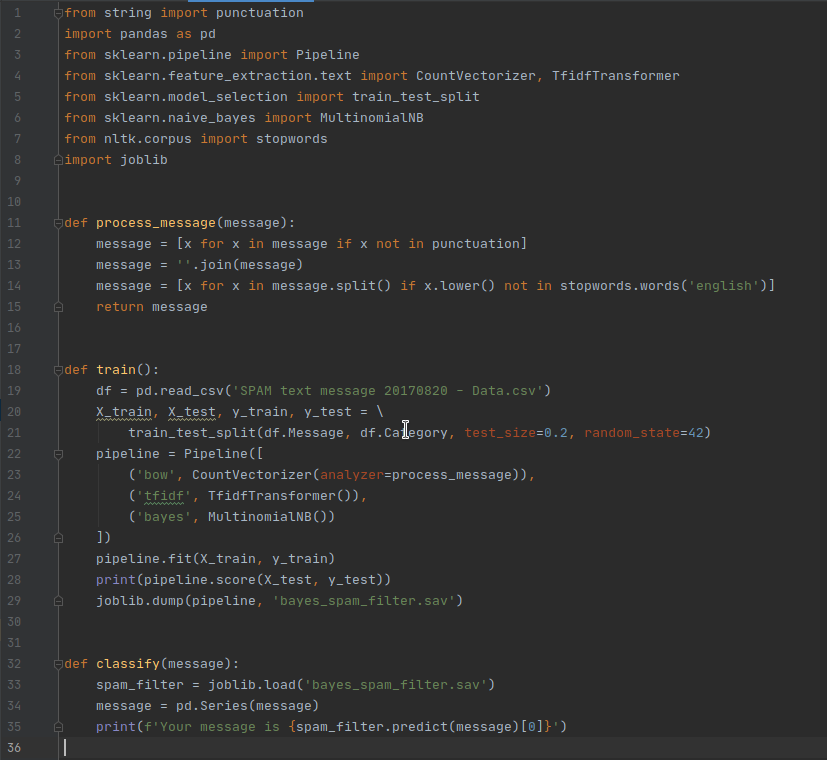 1 from string import punctuation
2 import pandas as pd
3 from sklearn.pipeline import Pipeline
4 from sklearn.feature_extraction.text import CountVectorizer, TfidfTransformer
5 from sklearn.model_selection import train_test_split
6 from sklearn.naive_bayes import MultinomialNB
7 from nltk.corpus import stopwords
8 import joblib
9
10
11 def process_message(message):
12     message = [x for x in message if x not in punctuation]
13     message = ''.join(message)
14     message = [x for x in message.split() if x.lower() not in stopwords.words('english')]
15     return message
16
17
18 def train():
19     df = pd.read_csv('SPAM text message 20170820 - Data.csv')
20     X_train, X_test, y_train, y_test = \
21         train_test_split(df.Message, df.Category, test_size=0.2, random_state=42)
22     pipeline = Pipeline([
23         ('bow', CountVectorizer(analyzer=process_message)),
24         ('tfidf', TfidfTransformer()),
25         ('bayes', MultinomialNB())
26     ])
27     pipeline.fit(X_train, y_train)
28     print(pipeline.score(X_test, y_test))
29     joblib.dump(pipeline, 'bayes_spam_filter.sav')
30
31
32 def classify(message):
33     spam_filter = joblib.load('bayes_spam_filter.sav')
34     message = pd.Series(message)
35     print(f'Your message is {spam_filter.predict(message)[0]}')
36